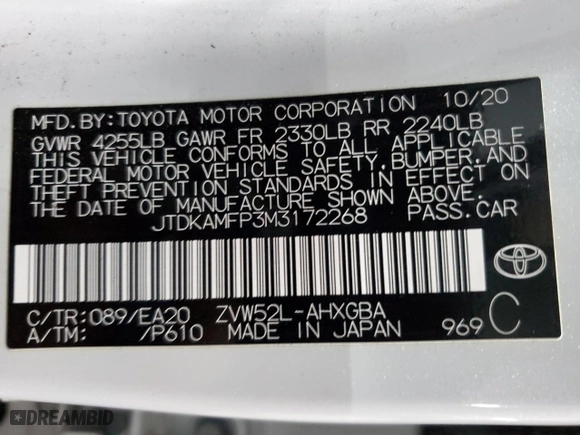 MFD.BY:TOYOTA MOTOR CORPORATION 10/20
GVWR 4255LB GAWR FR 2330LB RR 2240LB
THIS VEHICLE CONFORMS TO ALL APPLICABLE
FEDERAL MOTOR VEHICLE SAFETY,BUMPER,AND
THEFT PREVENTION STANDARDS IN EFFECT ON
THE DATE OF MANUFACTURE SHOWN ABOVE.
JTDKAMFP3M3172268 PASS.CAR
C/TR:089/EA20 ZVW52L-AHXGBA
A/TM: /P610 MADE IN JAPAN 969 C
DREAMBID